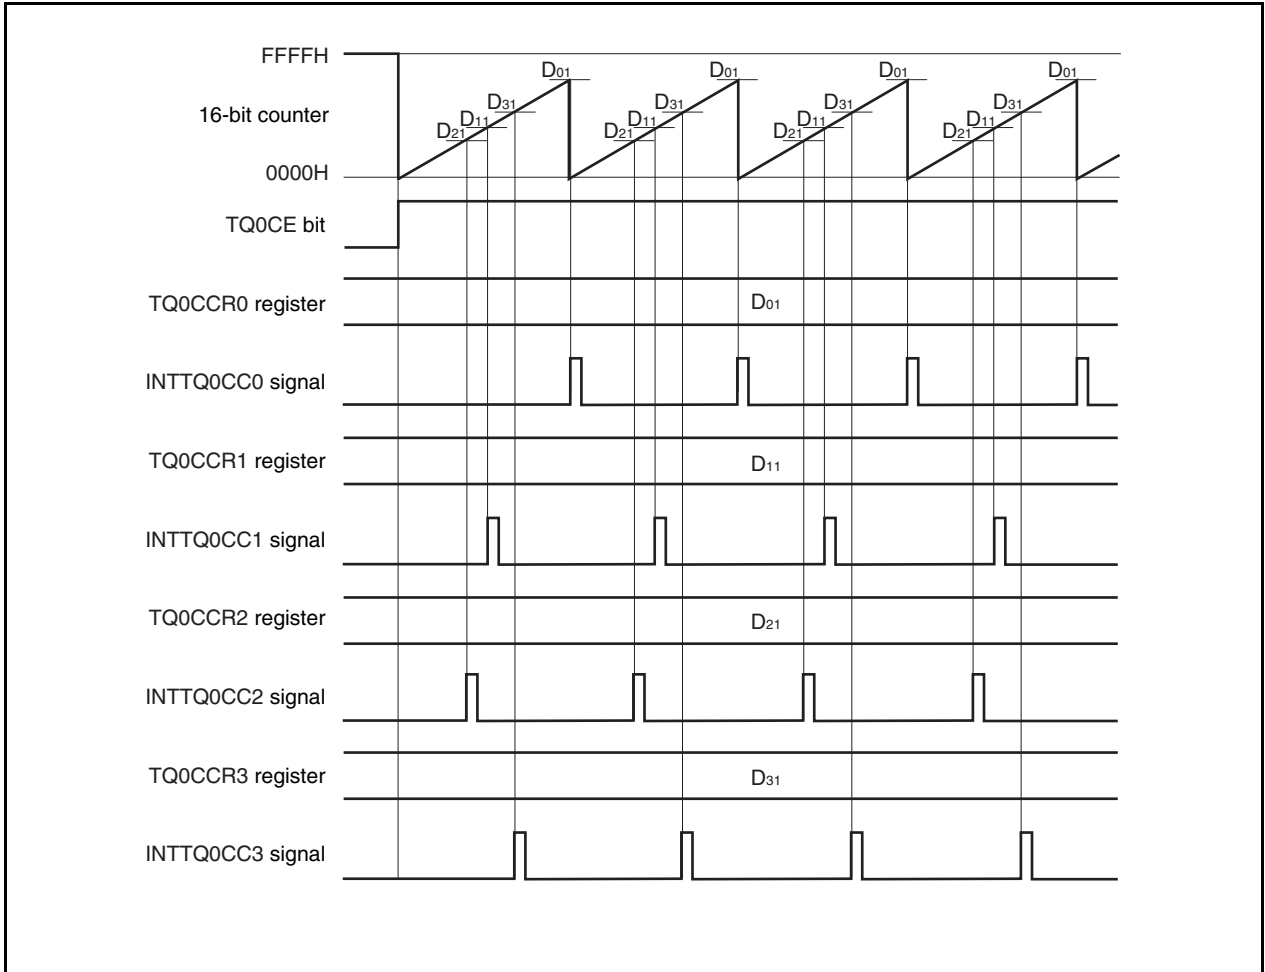 FFFFH
D01 D01 D01 D01
D31 D31 D31 D31
16-bit counter
D11 D11 D11 D11
D21 D21 D21 D21
0000H
TQ0CE bit
TQ0CCR0 register
D01
INTTQ0CC0 signal
TQ0CCR1 register
D11
INTTQ0CC1 signal
TQ0CCR2 register
D21
INTTQ0CC2 signal
TQ0CCR3 register
D31
INTTQ0CC3 signal